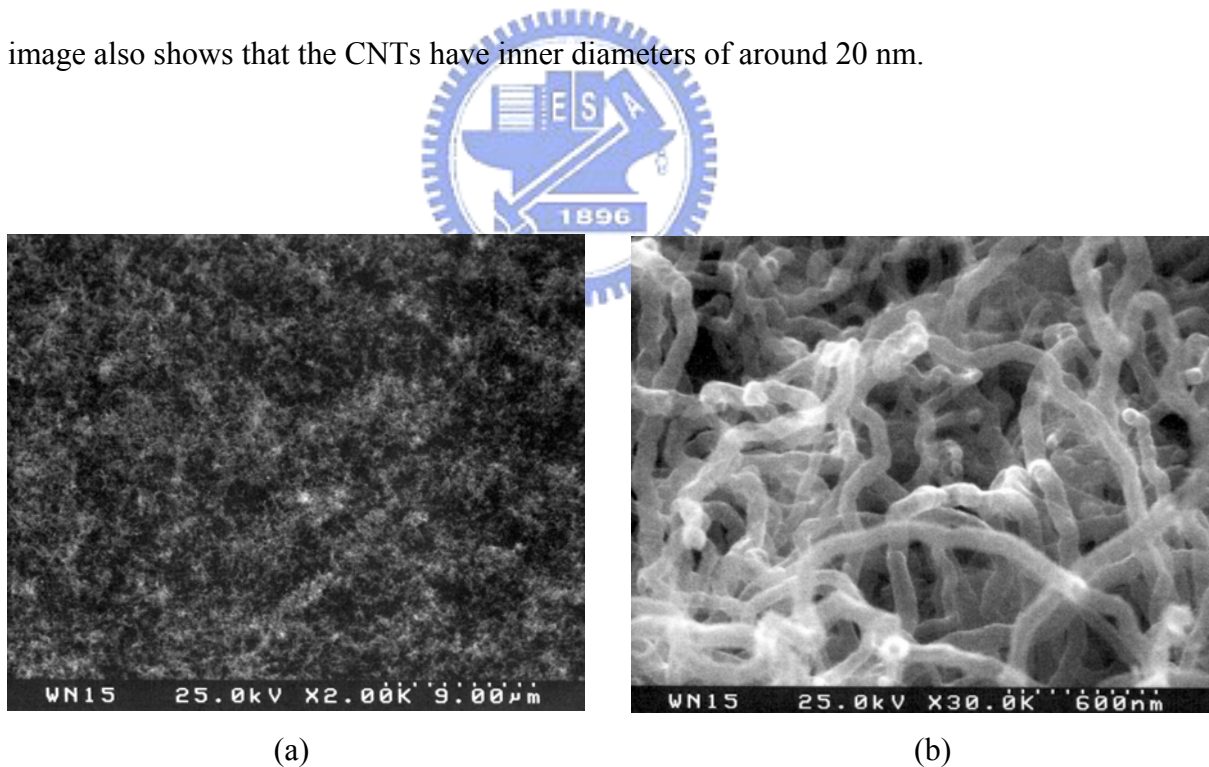 image also shows that the CNTs have inner diameters of around 20 nm.
E S A
1896
WN15 25.0kV X2.00K 9.00µm
WN15 25.0kV X30.0K 600nm
(a)
(b)